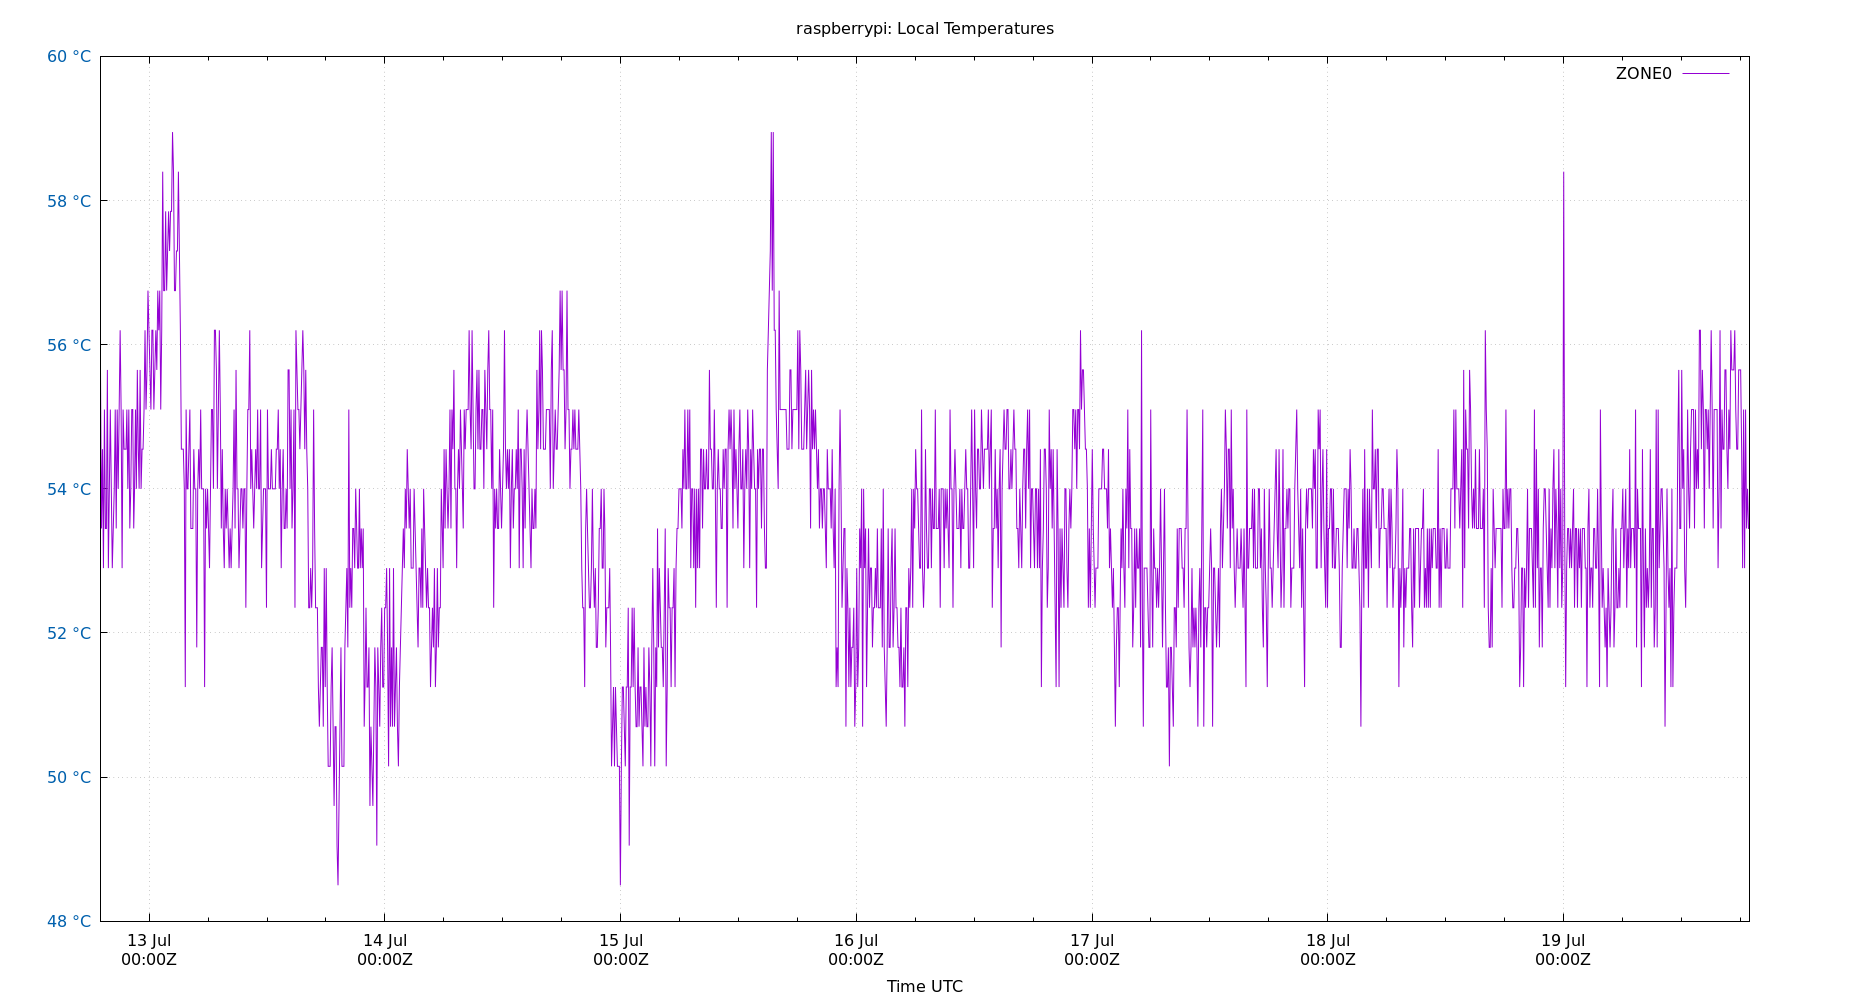 raspberrypi: Local Temperatures
60 °C
ZONE0
58 °C
56 °C
54 °C
52 °C
50 °C
48 °C
13 Jul 14 Jul 15 Jul 16 Jul 17 Jul 18 Jul 19 Jul
00:00Z 00:00Z 00:00Z 00:00Z 00:00Z 00:00Z 00:00Z
Time UTC